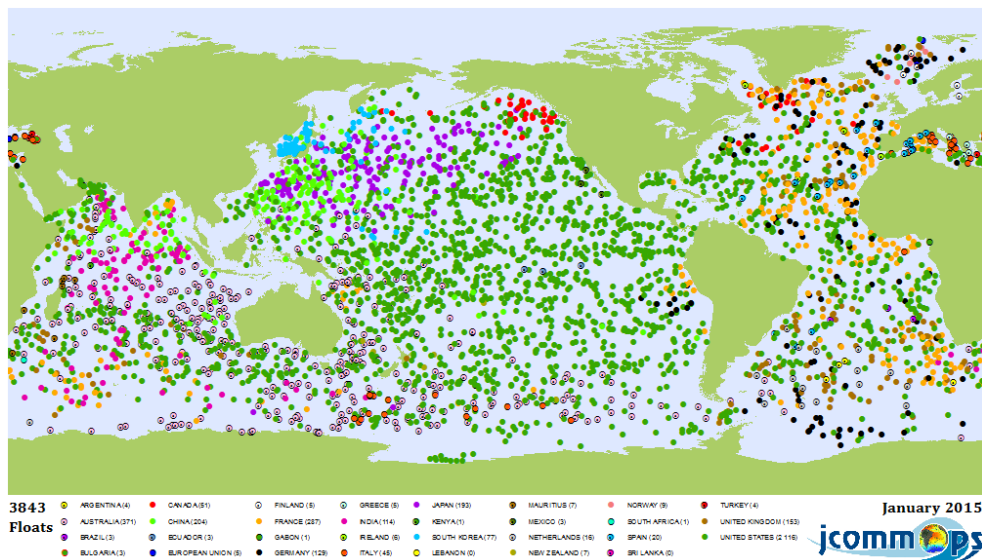 3843 Floats
January 2015
ARGENTINA (4) CANADA (51) FINLAND (5) GREECE (5) JAPAN (193) MAURITIUS (7) NORWAY (9) TURKEY (4)
AUSTRALIA (371) CHINA (204) FRANCE (287) INDIA (114) KENYA (1) MEXICO (3) SOUTH AFRICA (1) UNITED KINGDOM (153)
BRAZIL (3) ECUADOR (3) GABON (1) IRELAND (6) SOUTH KOREA (77) NETHERLANDS (16) SPAIN (20) UNITED STATES (2 116)
BULGARIA (3) EUROPEAN UNION (5) GERMANY (129) ITALY (45) LEBANON (0) NEW ZEALAND (7) SRI LANKA (0)
jcommops